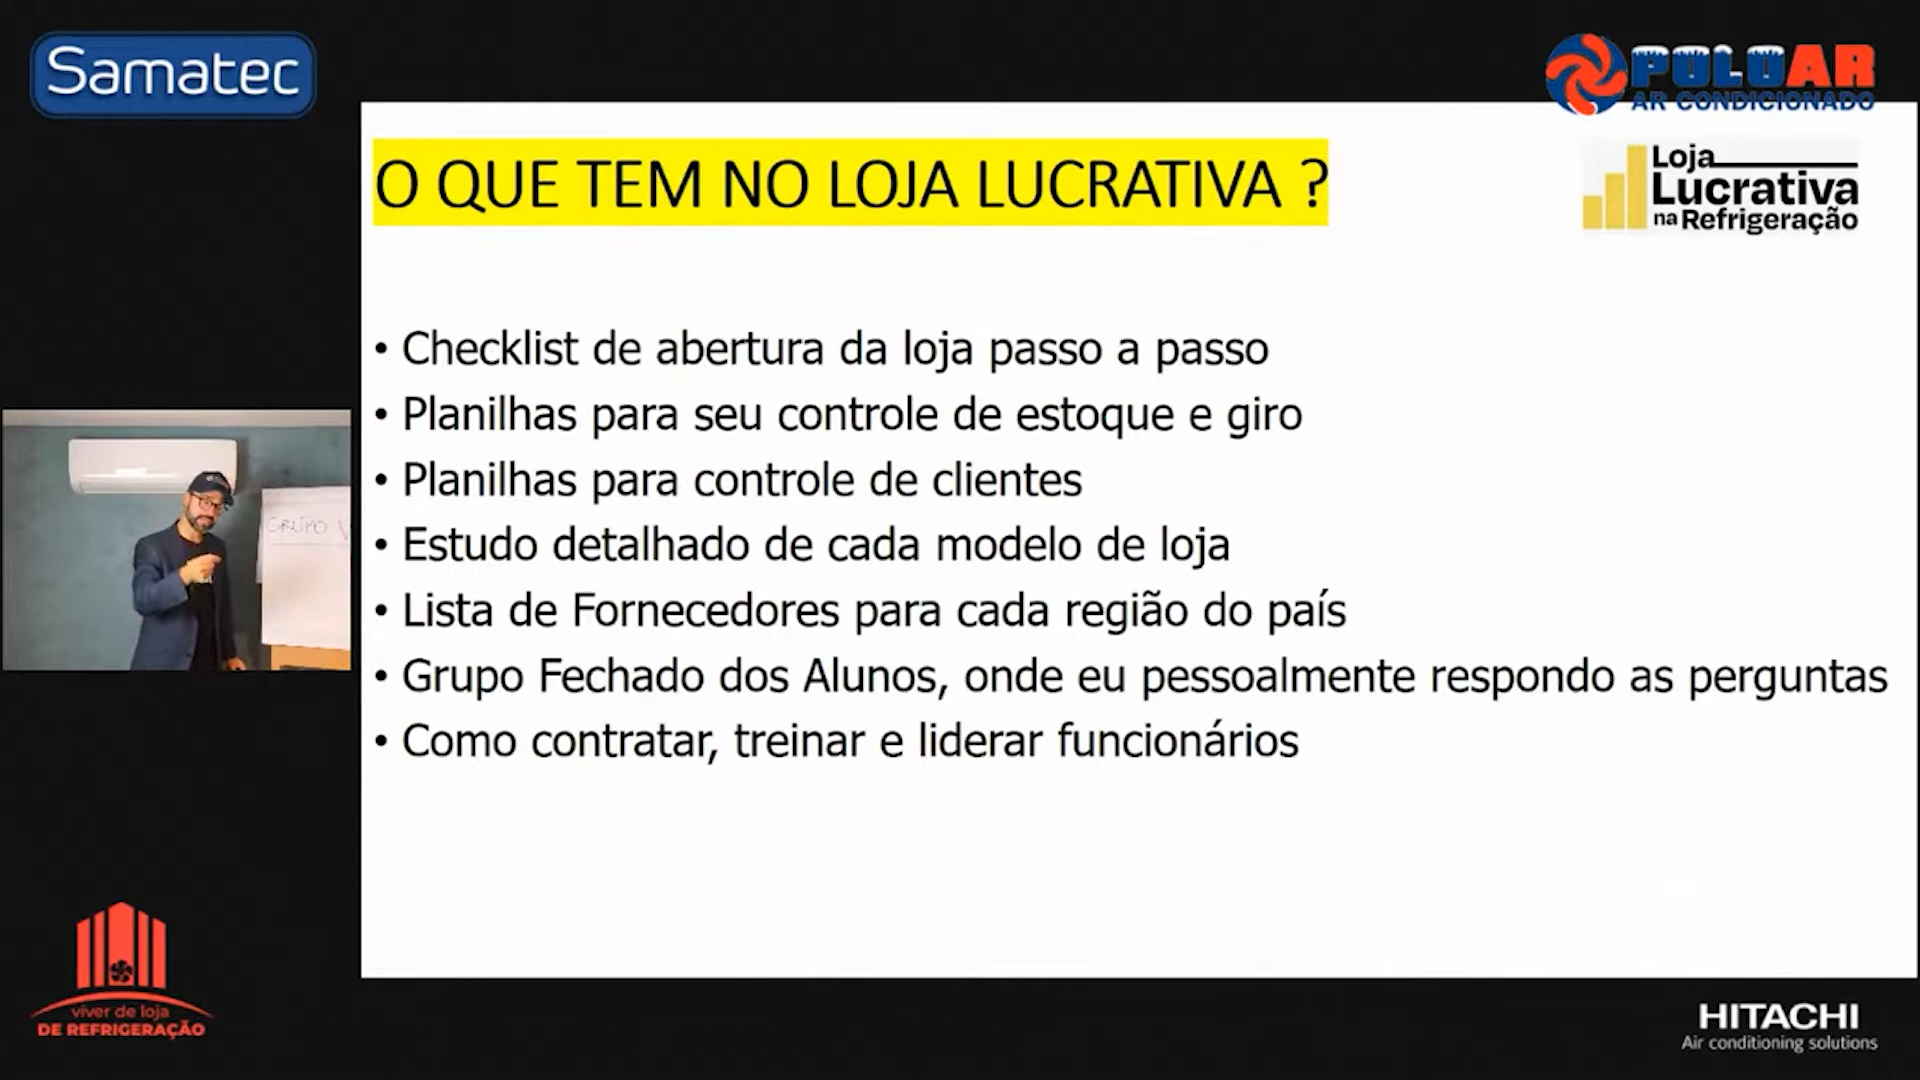 Samatec
POLOAR
AR CONDICIONADO
O QUE TEM NO LOJA LUCRATIVA ?
Loja
Lucrativa
na Refrigeração
• Checklist de abertura da loja passo a passo
• Planilhas para seu controle de estoque e giro
• Planilhas para controle de clientes
• Estudo detalhado de cada modelo de loja
• Lista de Fornecedores para cada região do país
• Grupo Fechado dos Alunos, onde eu pessoalmente respondo as perguntas
• Como contratar, treinar e liderar funcionários
GRUPO V
viver de loja
DE REFRIGERAÇÃO
HITACHI
Air conditioning solutions